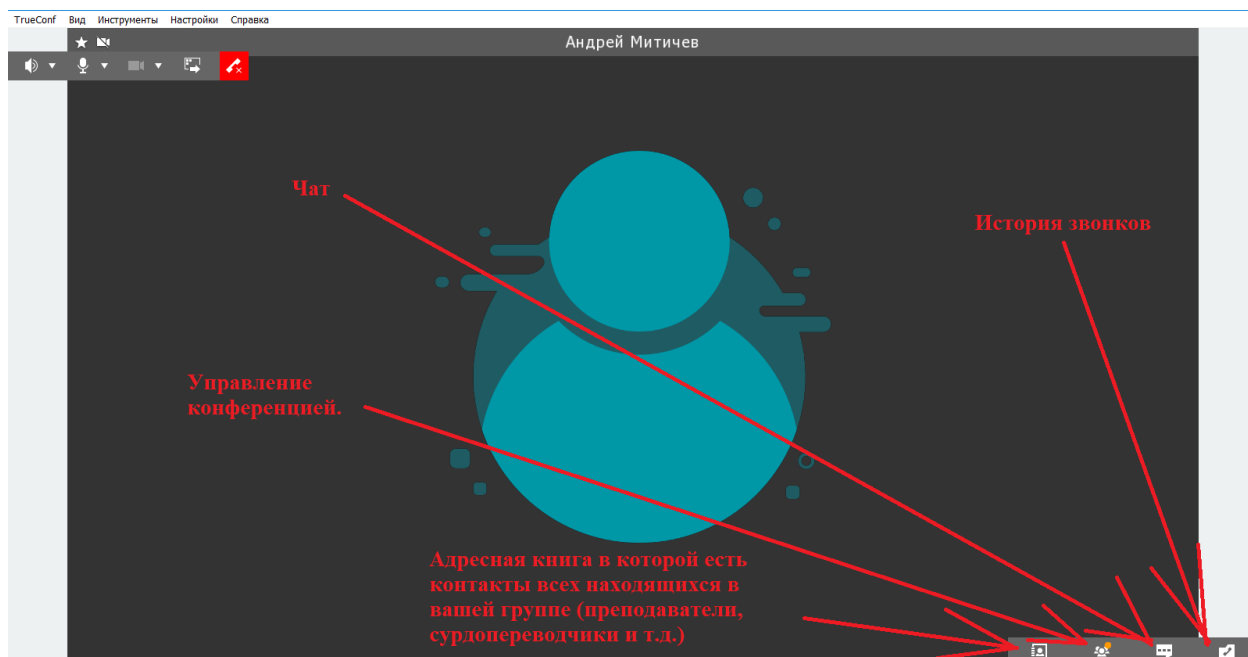 TrueConf Вид Инструменты Настройки Справка
Андрей Митичев
Чат
История звонков
Управление
конференцией.
Адресная книга в которой есть
контакты всех находящихся в
вашей группе (преподаватели,
сурдопереводчики и т.д.)